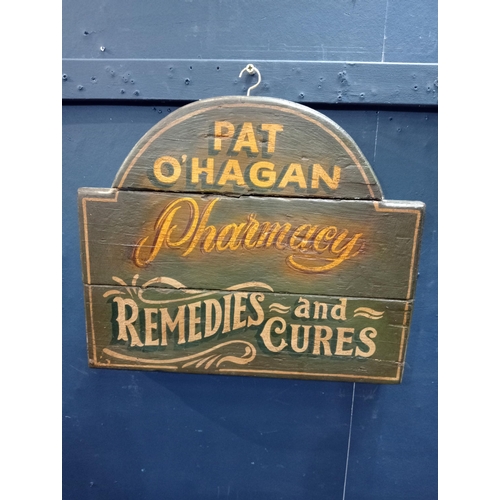 PAT
O'HAGAN
Pharmacy
REMEDIES ~ and ~
CURES